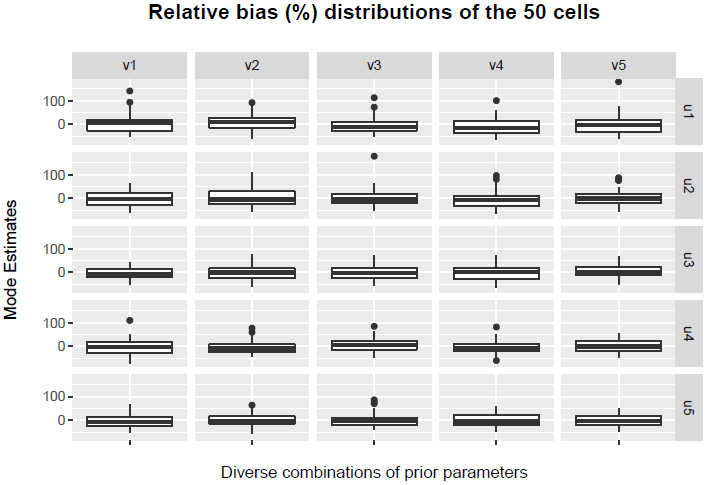 Relative bias (%) distributions of the 50 cells
v1 v2 v3 v4 v5
100
0
u1
100
0
u2
100
0
u3
100
0
u4
100
0
u5
Mode Estimates
Diverse combinations of prior parameters